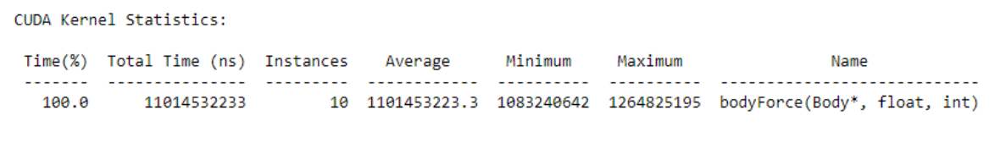 CUDA Kernel Statistics:
Time(%)  Total Time (ns)  Instances    Average      Minimum     Maximum                 Name
-------  ---------------  ---------  ------------  ----------  ----------  ----------------------------
  100.0      11014532233         10  1101453223.3  1083240642  1264825195  bodyForce(Body*, float, int)